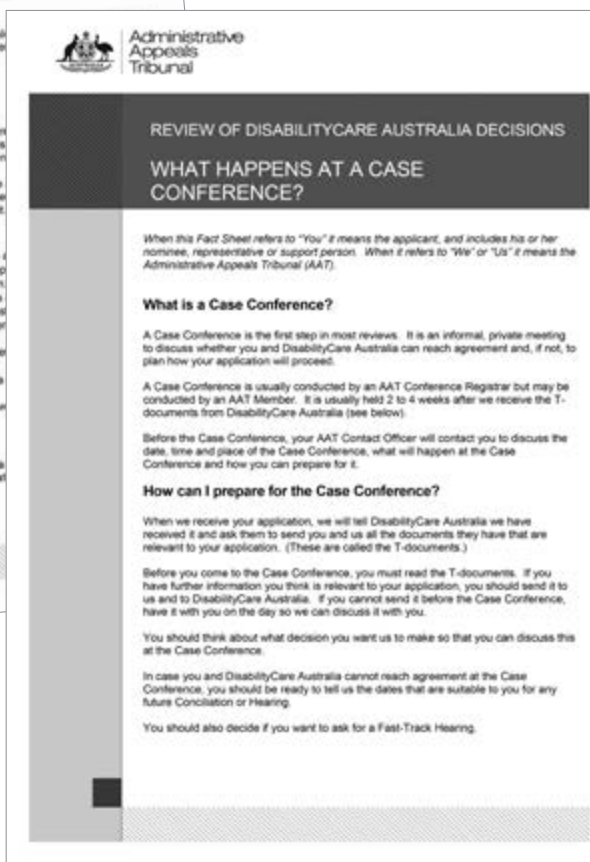 Administrative
Appeals
Tribunal
REVIEW OF DISABILITYCARE AUSTRALIA DECISIONS
WHAT HAPPENS AT A CASE
CONFERENCE?
When this Fact Sheet refers to "You" it means the applicant, and includes his or her
nominee, representative or support person. When it refers to "We" or "Us" it means the
Administrative Appeals Tribunal (AAT).
What is a Case Conference?
A Case Conference is the first step in most reviews. It is an informal, private meeting
to discuss whether you and DisabilityCare Australia can reach agreement and, if not, to
plan how your application will proceed.
A Case Conference is usually conducted by an AAT Conference Registrar but may be
conducted by an AAT Member. It is usually held 2 to 4 weeks after we receive the T-
documents from DisabilityCare Australia (see below).
Before the Case Conference, your AAT Contact Officer will contact you to discuss the
date, time and place of the Case Conference, what will happen at the Case
Conference and how you can prepare for it.
How can I prepare for the Case Conference?
When we receive your application, we will tell DisabilityCare Australia we have
received it and ask them to send you and us all the documents they have that are
relevant to your application. (These are called the T-documents.)
Before you come to the Case Conference, you must read the T-documents. If you
have further information you think is relevant to your application, you should send it to
us and to DisabilityCare Australia. If you cannot send it before the Case Conference,
have it with you on the day so we can discuss it with you.
You should think about what decision you want us to make so that you can discuss this
at the Case Conference.
In case you and DisabilityCare Australia cannot reach agreement at the Case
Conference, you should be ready to tell us the dates that are suitable to you for any
future Conciliation or Hearing.
You should also decide if you want to ask for a Fast-Track Hearing.